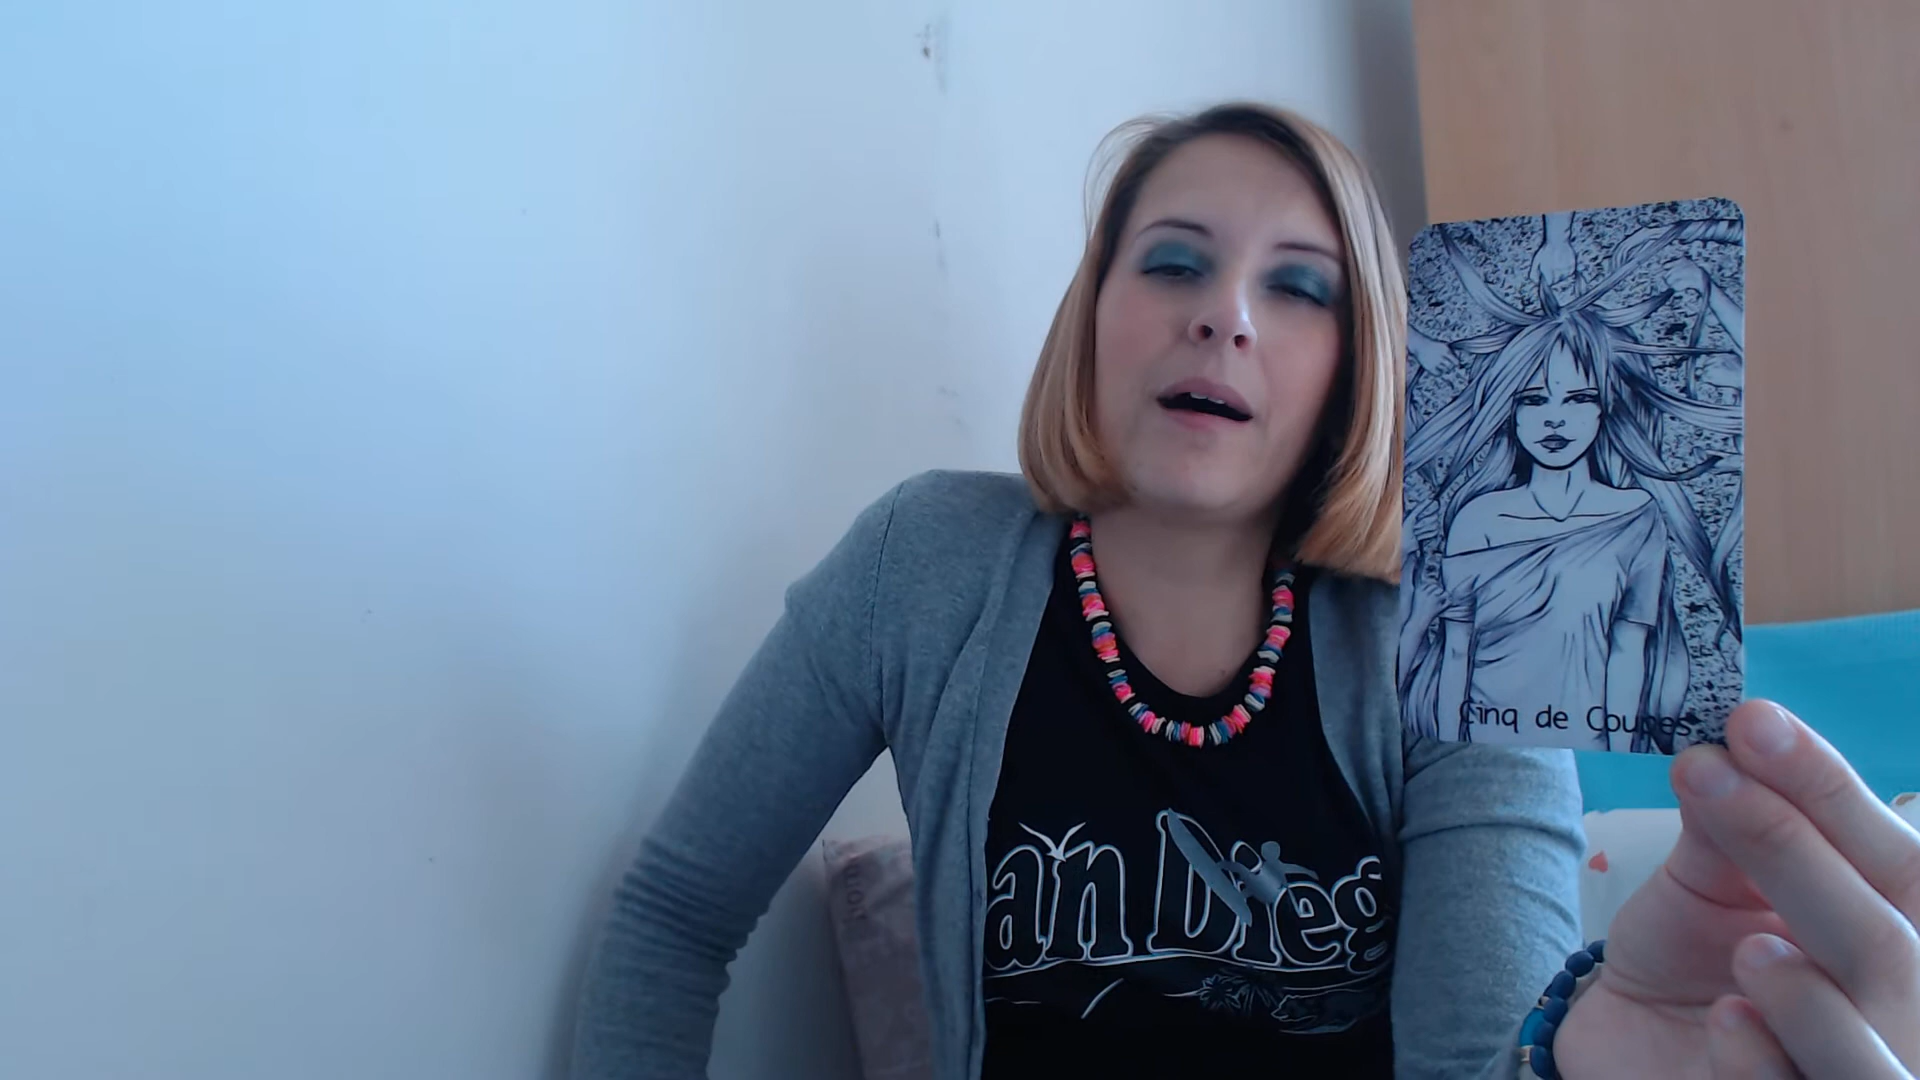 Cinq de Coupes
an Dieg